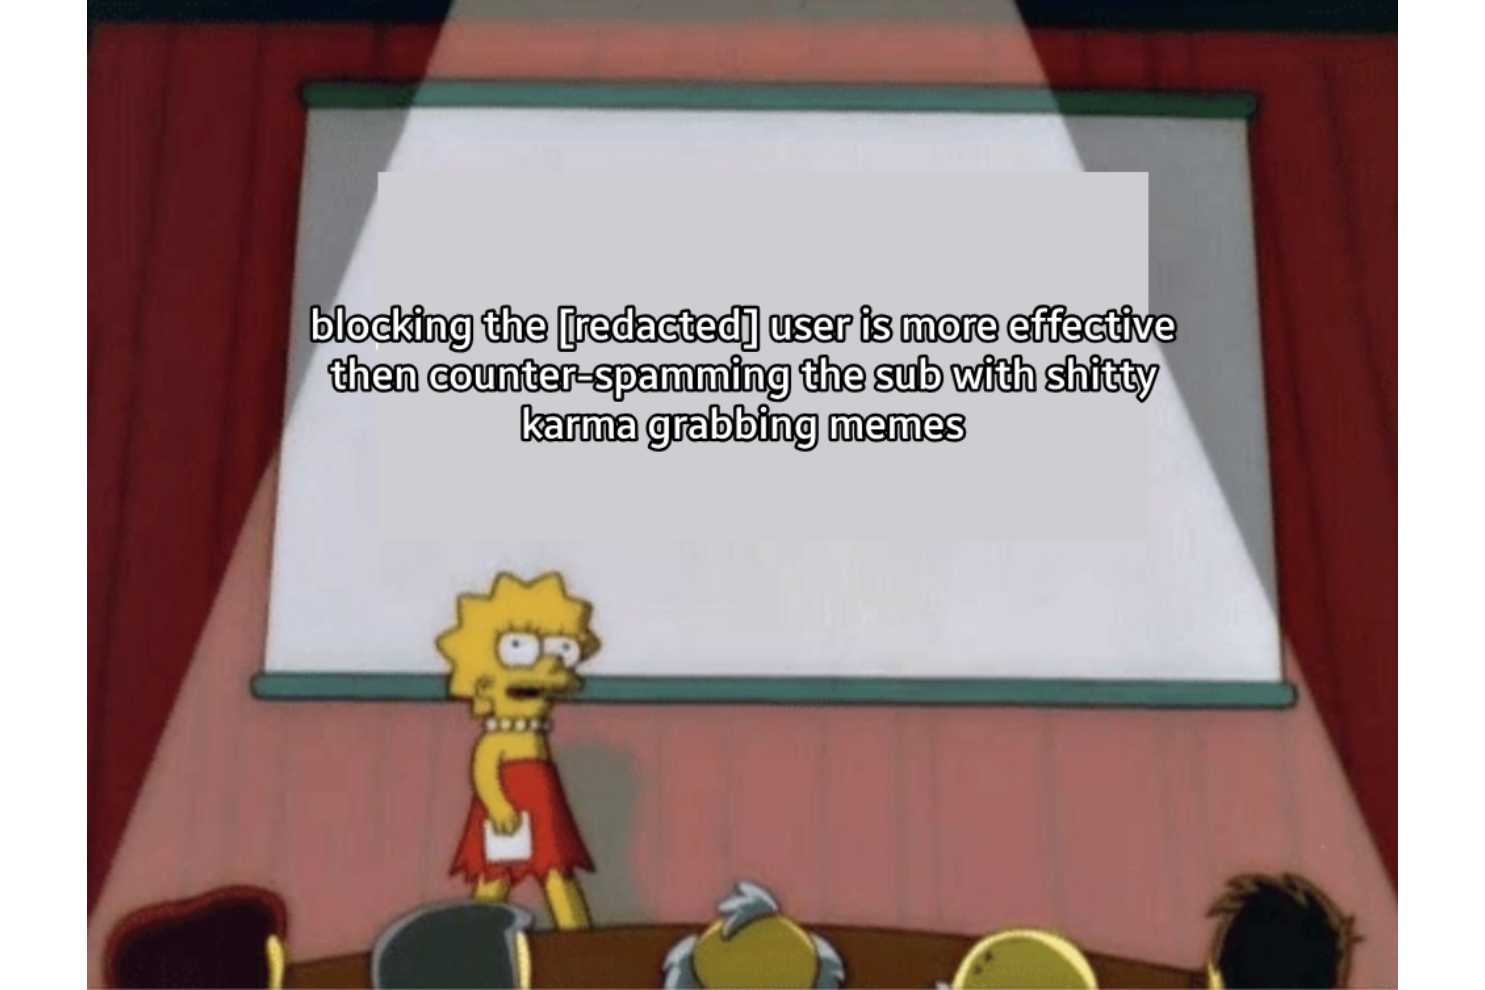 blocking the [redacted] user is more effective
then counter-spamming the sub with shitty
karma grabbing memes